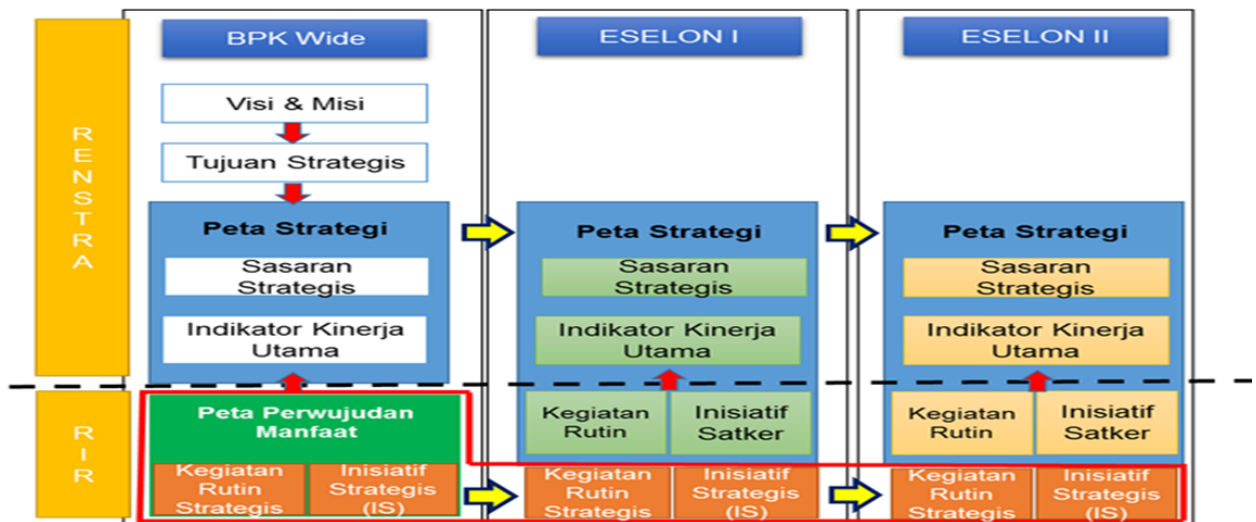 RENSTRA
RIR
BPK Wide
Visi & Misi
Tujuan Strategis
Peta Strategi
Sasaran
Strategis
Indikator Kinerja
Utama
Peta Perwujudan
Manfaat
Kegiatan
Rutin
Strategis
Inisiatif
Strategis
(IS)
ESELON I
Peta Strategi
Sasaran
Strategis
Indikator Kinerja
Utama
Kegiatan
Rutin
Inisiatif
Satker
Kegiatan
Rutin
Strategis
Inisiatif
Strategis
(IS)
ESELON II
Peta Strategi
Sasaran
Strategis
Indikator Kinerja
Utama
Kegiatan
Rutin
Inisiatif
Satker
Kegiatan
Rutin
Strategis
Inisiatif
Strategis
(IS)